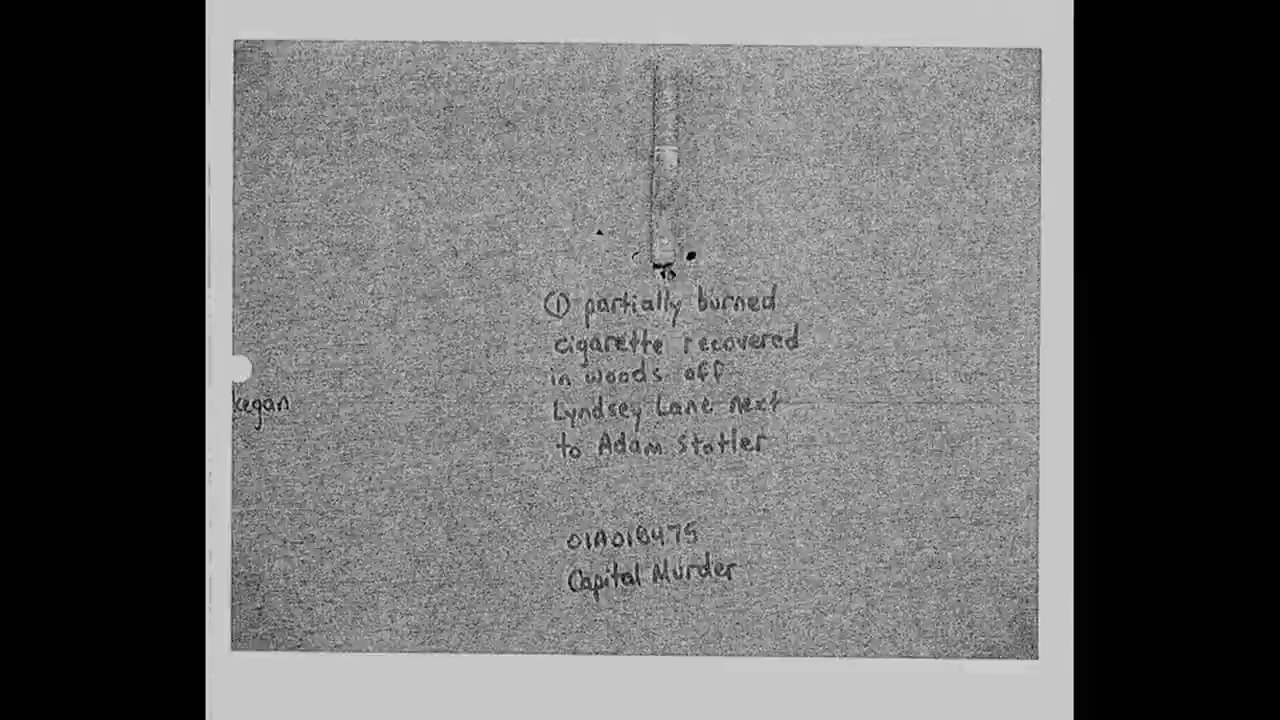 ① partially burned
cigarette recovered
in woods off
Lyndsey Lane next
to Adam Statler
kegan
01A018475
Capital Murder